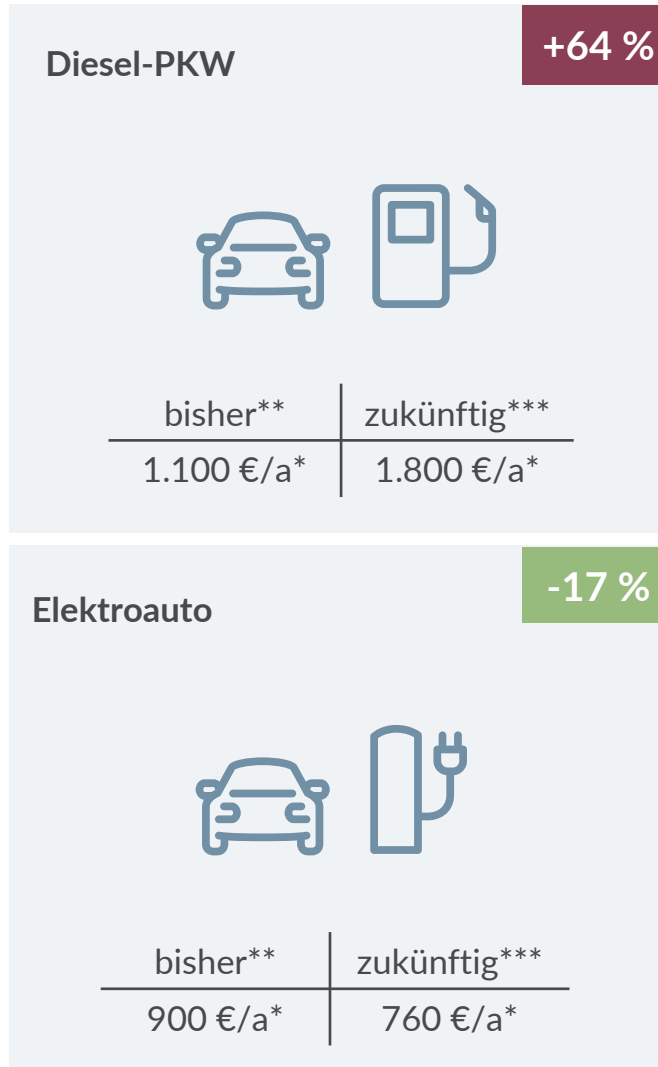 Diesel-PKW
+64 %
bisher** zukünftig***
1.100 €/a* 1.800 €/a*
Elektroauto
-17 %
bisher** zukünftig***
900 €/a* 760 €/a*